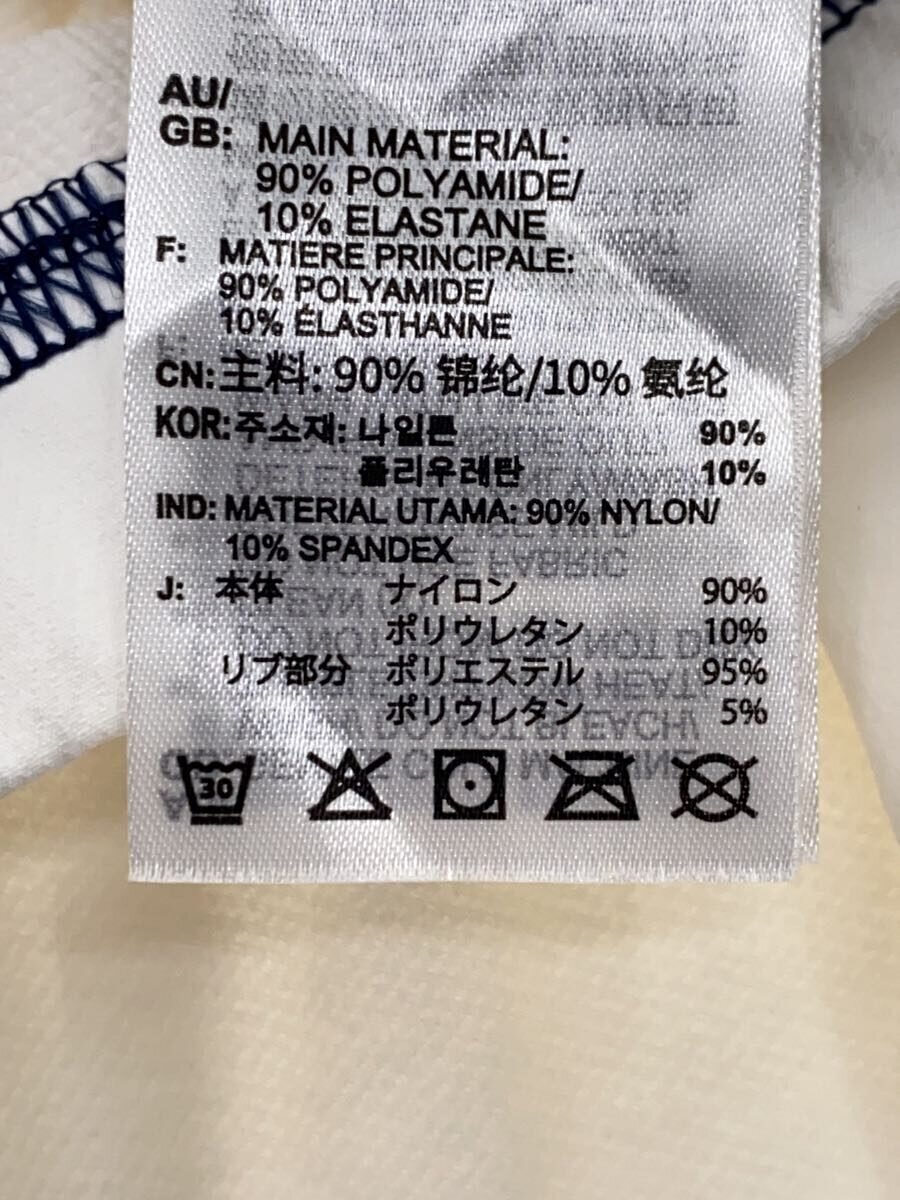 AU/
GB: MAIN MATERIAL:
90% POLYAMIDE/
10% ELASTANE
F: MATIERE PRINCIPALE:
90% POLYAMIDE/
10% ÉLASTHANNE
CN: 主料: 90% 锦纶/10% 氨纶
KOR: 주소재: 나일론 90%
폴리우레탄 10%
IND: MATERIAL UTAMA: 90% NYLON/
10% SPANDEX
J: 本体 ナイロン 90%
ポリウレタン 10%
リブ部分 ポリエステル 95%
ポリウレタン 5%
30